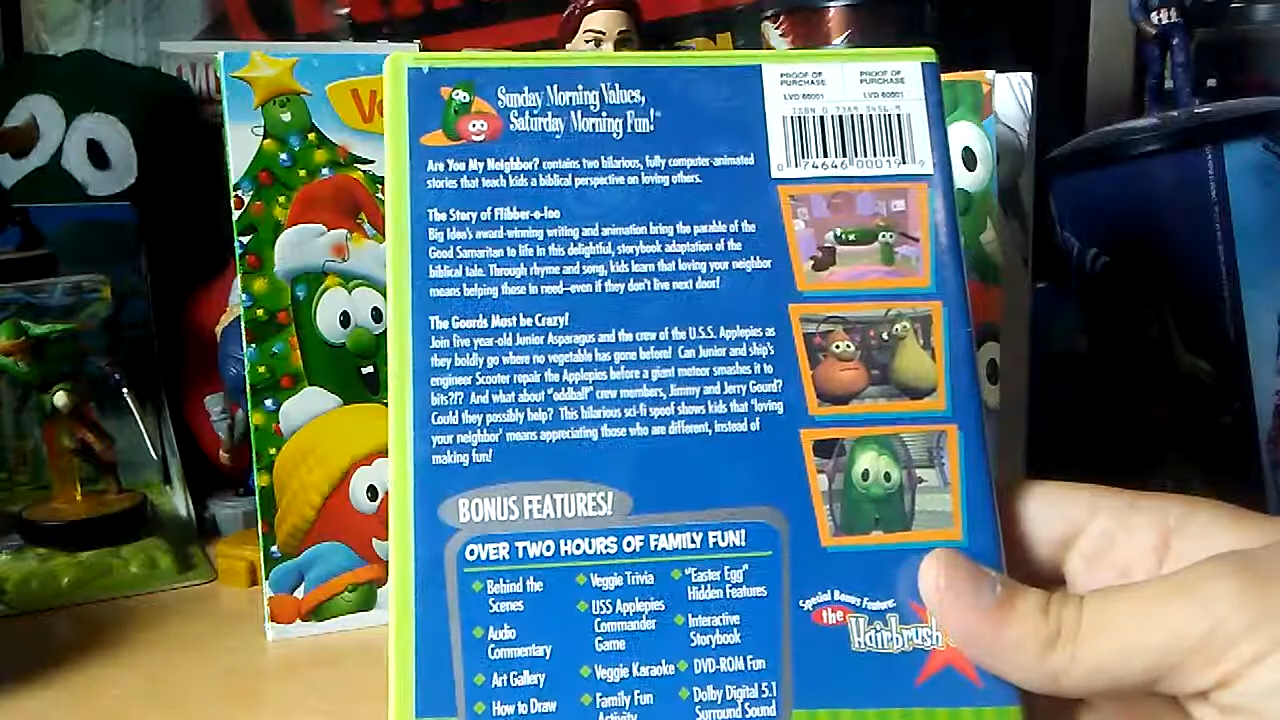 Sunday Morning Values,
Saturday Morning Fun!
PROOF OF PURCHASE
LVD 60001
PROOF OF PURCHASE
LVD 60001
0 74646 00019 9
Are You My Neighbor? contains two hilarious, fully computer-animated
stories that teach kids a biblical perspective on loving others.
The Story of Flibber-o-loo
Big Idea's award-winning writing and animation bring the parable of the
Good Samaritan to life in this delightful, storybook adaptation of the
biblical tale. Through rhyme and song, kids learn that loving your neighbor
means helping those in need–even if they don't live next door!
The Gourds Must be Crazy!
Join five year-old Junior Asparagus and the crew of the U.S.S. Applepies as
they boldly go where no vegetable has gone before! Can Junior and ship's
engineer Scooter repair the Applepies before a giant meteor smashes it to
bits?!? And what about "oddball" crew members, Jimmy and Jerry Gourd?
Could they possibly help? This hilarious sci-fi spoof shows kids that 'loving
your neighbor' means appreciating those who are different, instead of
making fun!
BONUS FEATURES!
OVER TWO HOURS OF FAMILY FUN!
Behind the
Scenes
Audio
Commentary
Art Gallery
How to Draw
Veggie Trivia
USS Applepies
Commander
Game
Veggie Karaoke
Family Fun
Activity
"Easter Egg"
Hidden Features
Interactive
Storybook
DVD-ROM Fun
Dolby Digital 5.1
Surround Sound
Special Bonus Feature:
the
Hairbrush